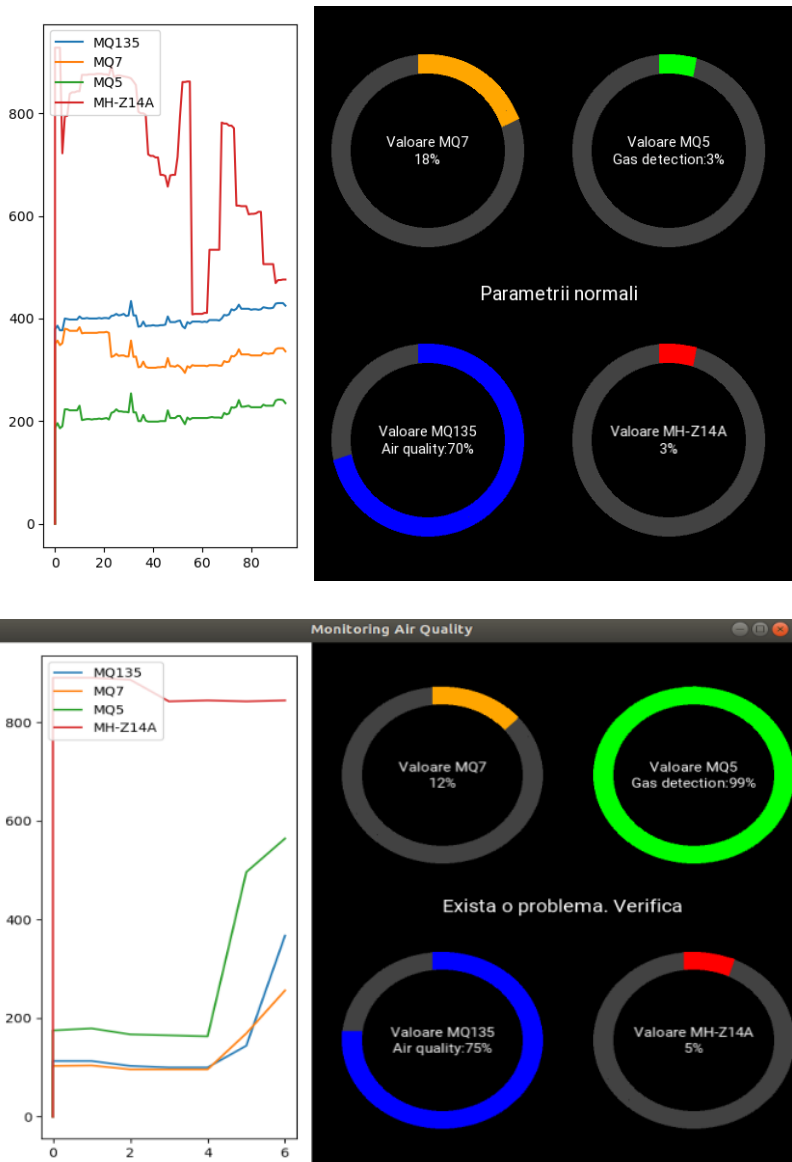 MQ135
MQ7
MQ5
MH-Z14A
800
600
400
200
0
0 20 40 60 80
Valoare MQ7
18%
Valoare MQ5
Gas detection:3%
Parametrii normali
Valoare MQ135
Air quality:70%
Valoare MH-Z14A
3%
Monitoring Air Quality
MQ135
MQ7
MQ5
MH-Z14A
800
600
400
200
0
0 2 4 6
Valoare MQ7
12%
Valoare MQ5
Gas detection:99%
Exista o problema. Verifica
Valoare MQ135
Air quality:75%
Valoare MH-Z14A
5%